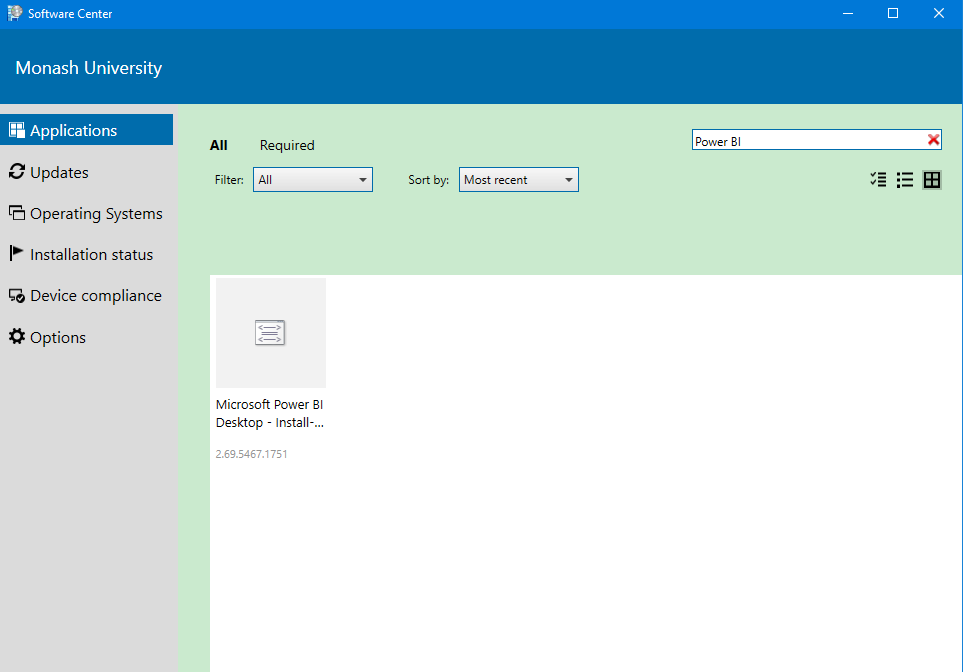 Software Center
Monash University
Applications
Updates
Operating Systems
Installation status
Device compliance
Options
All Required
Power BI
Filter: All Sort by: Most recent
Microsoft Power BI
Desktop - Install-...
2.69.5467.1751